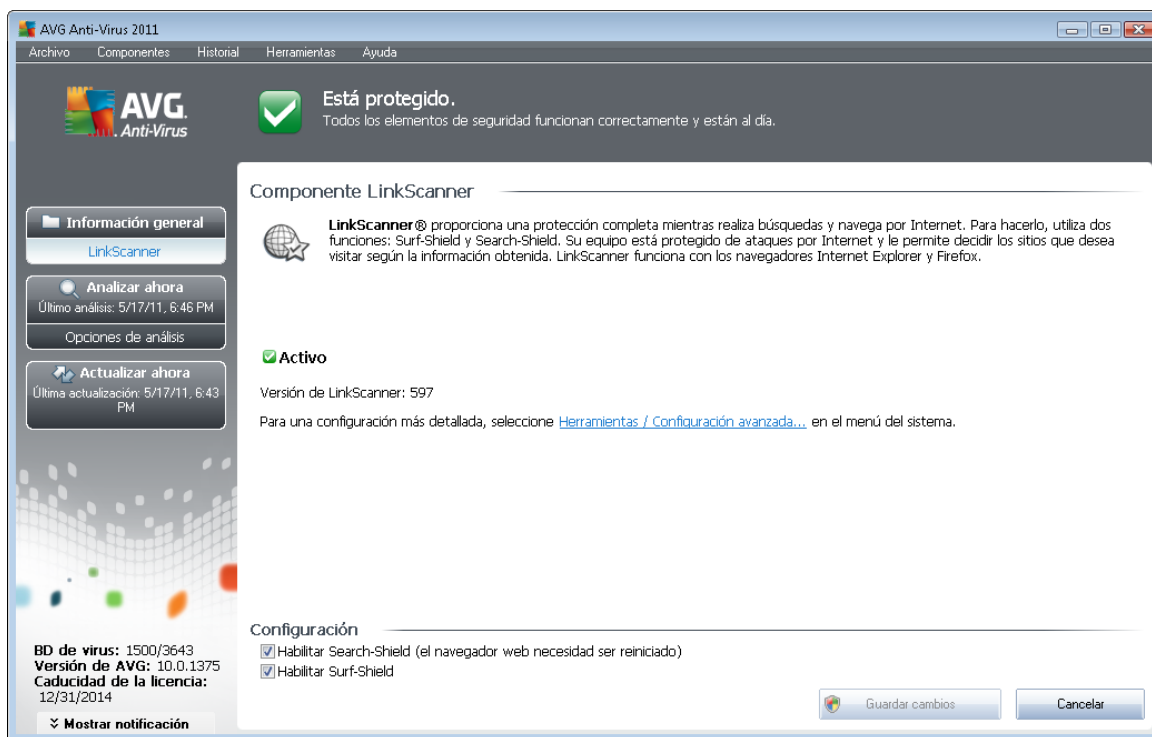 AVG Anti-Virus 2011
Archivo Componentes Historial Herramientas Ayuda
AVG.
Anti-Virus
Está protegido.
Todos los elementos de seguridad funcionan correctamente y están al día.
Información general
LinkScanner
Analizar ahora
Último análisis: 5/17/11, 6:46 PM
Opciones de análisis
Actualizar ahora
Última actualización: 5/17/11, 6:43
PM
BD de virus: 1500/3643
Versión de AVG: 10.0.1375
Caducidad de la licencia:
12/31/2014
Mostrar notificación
Componente LinkScanner
LinkScanner® proporciona una protección completa mientras realiza búsquedas y navega por Internet. Para hacerlo, utiliza dos
funciones: Surf-Shield y Search-Shield. Su equipo está protegido de ataques por Internet y le permite decidir los sitios que desea
visitar según la información obtenida. LinkScanner funciona con los navegadores Internet Explorer y Firefox.
Activo
Versión de LinkScanner: 597
Para una configuración más detallada, seleccione Herramientas / Configuración avanzada... en el menú del sistema.
Configuración
Habilitar Search-Shield (el navegador web necesidad ser reiniciado)
Habilitar Surf-Shield
Guardar cambios
Cancelar